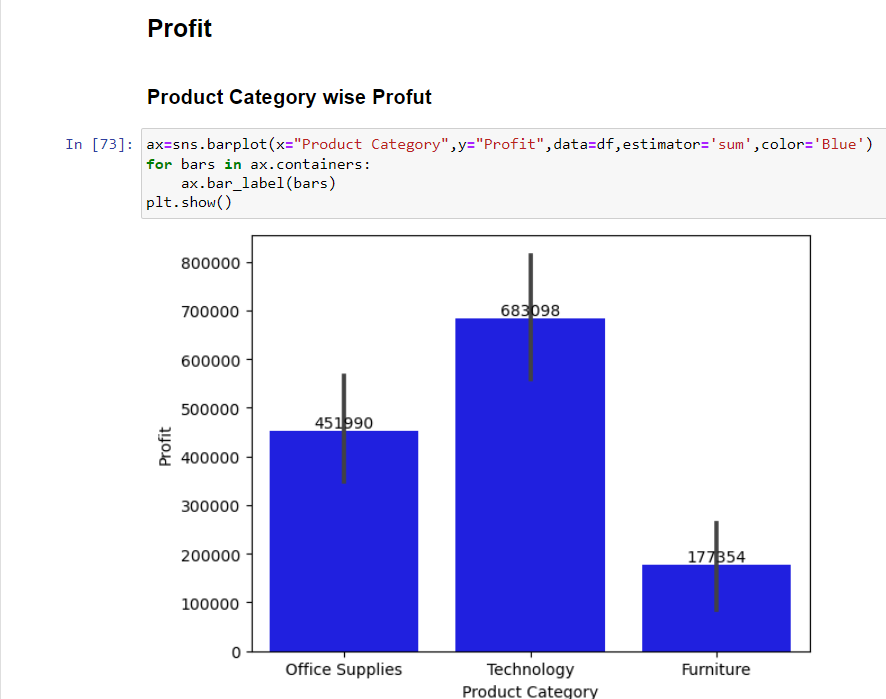 Profit
Product Category wise Profut
In [73]: ax=sns.barplot(x="Product Category",y="Profit",data=df,estimator='sum',color='Blue')
for bars in ax.containers:
    ax.bar_label(bars)
plt.show()
800000
700000
600000
500000
400000
300000
200000
100000
0
Profit
451990
683098
177354
Office Supplies
Technology
Furniture
Product Category